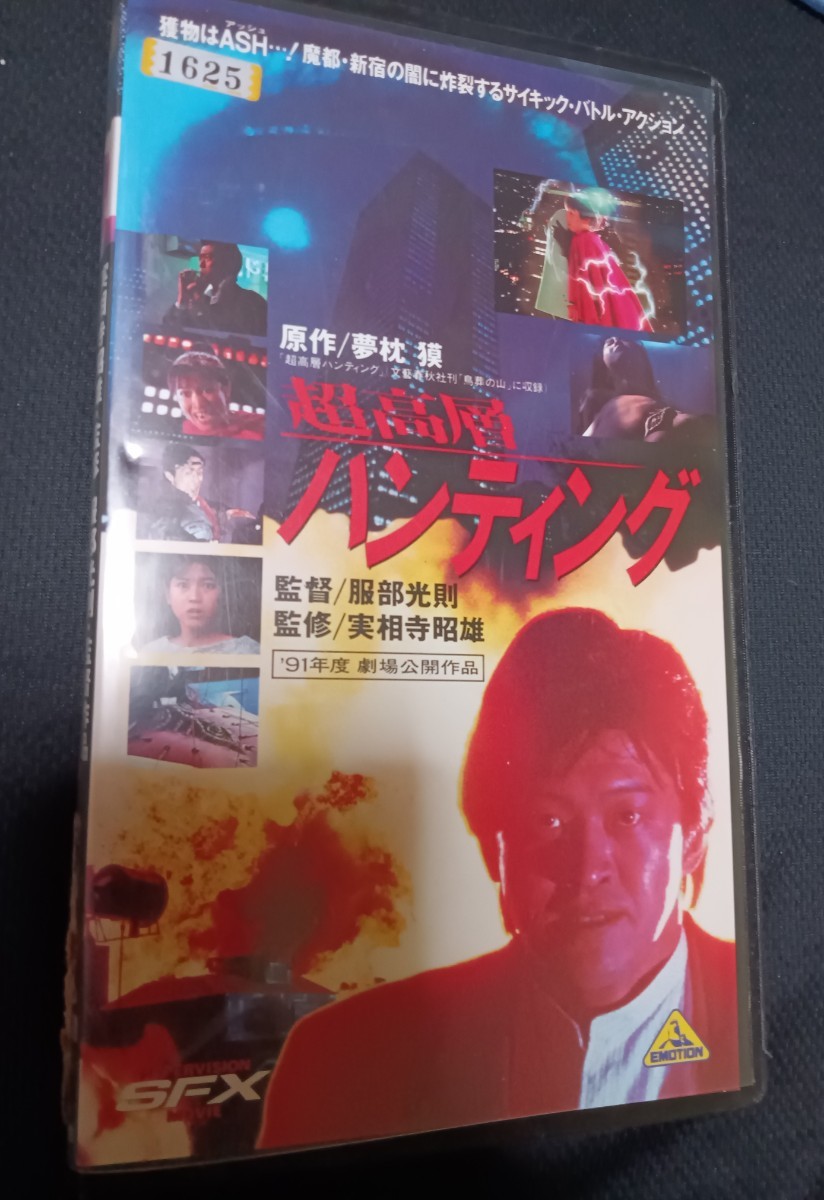 獲物はASH…！魔都・新宿の闇に炸裂するサイキック・バトル・アクション
アッシュ
1625
原作/夢枕 獏
「超高層ハンティング」(文藝春秋社刊「鳥葬の山」に収録)
超高層
ハンティング
監督/服部光則
監修/実相寺昭雄
'91年度 劇場公開作品
EMOTION
SFX
MOVIE